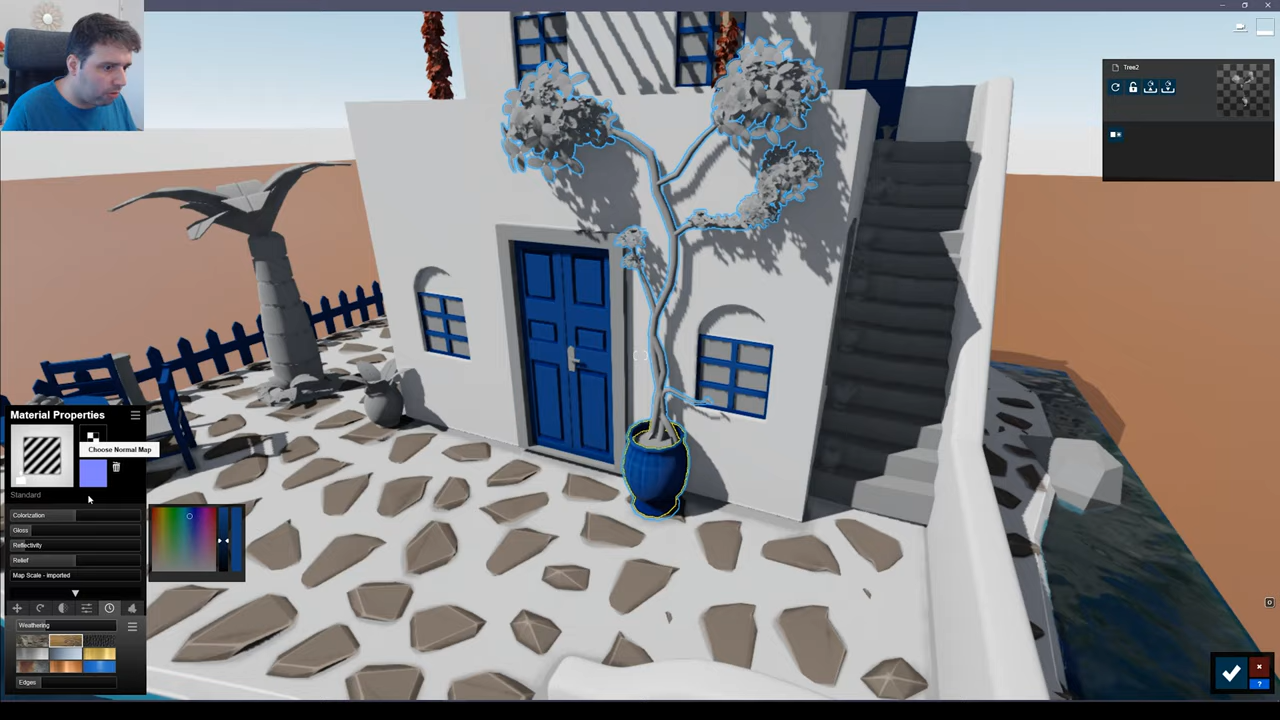 Tree2
Material Properties
Choose Normal Map
Standard
Colorization
Gloss
Reflectivity
Relief
Map Scale - Imported
Weathering
Edges
?